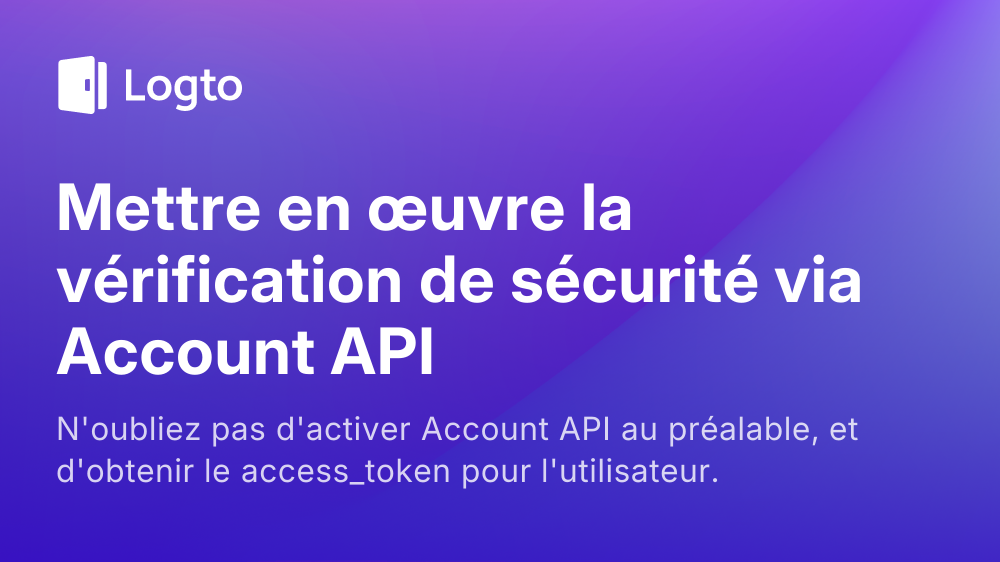 Logto
Mettre en œuvre la
vérification de sécurité via
Account API
N'oubliez pas d'activer Account API au préalable, et
d'obtenir le access_token pour l'utilisateur.